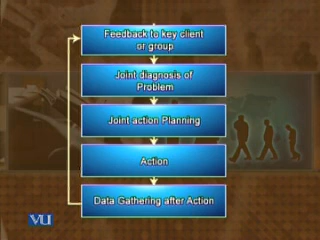 Feedback to key client
or group
Joint diagnosis of
Problem
Joint action Planning
Action
Data Gathering after Action
VU